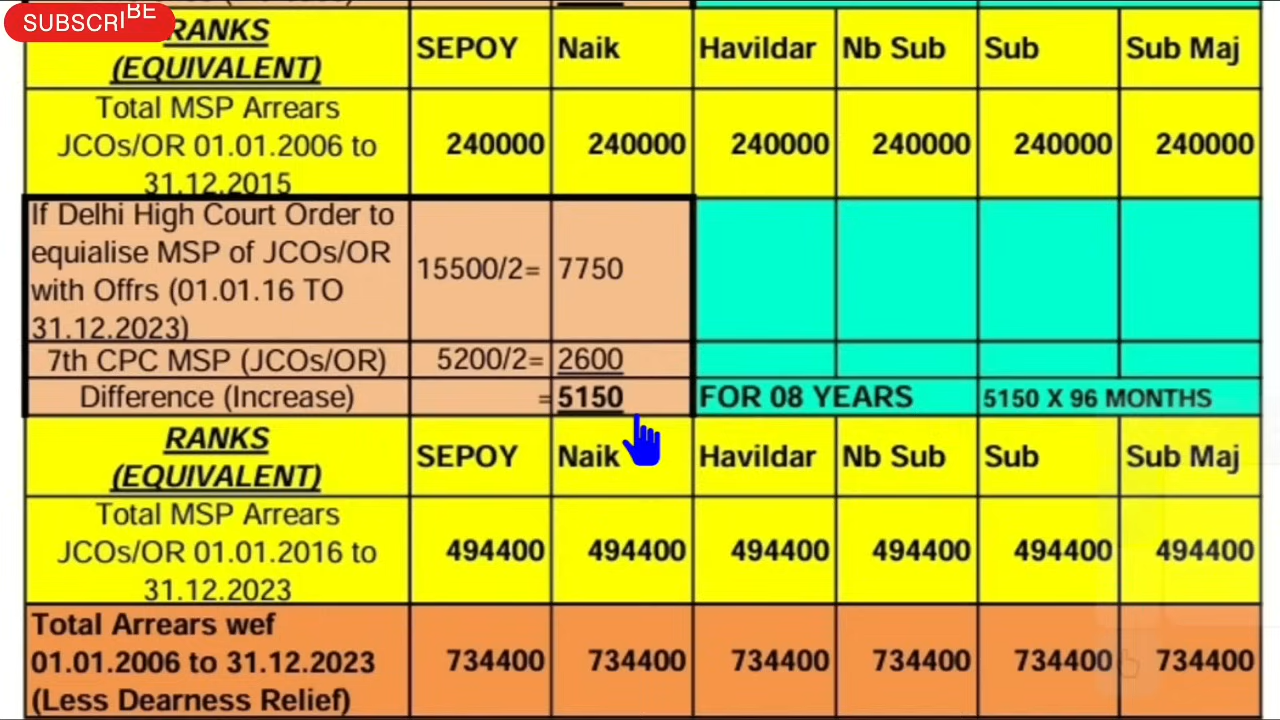 SUBSCRIBE
RANKS
(EQUIVALENT) SEPOY Naik Havildar Nb Sub Sub Sub Maj
Total MSP Arrears
JCOs/OR 01.01.2006 to
31.12.2015 240000 240000 240000 240000 240000 240000
If Delhi High Court Order to
equialise MSP of JCOs/OR
with Offrs (01.01.16 TO
31.12.2023) 15500/2= 7750
7th CPC MSP (JCOs/OR) 5200/2= 2600
Difference (Increase) = 5150 FOR 08 YEARS 5150 X 96 MONTHS
RANKS
(EQUIVALENT) SEPOY Naik Havildar Nb Sub Sub Sub Maj
Total MSP Arrears
JCOs/OR 01.01.2016 to
31.12.2023 494400 494400 494400 494400 494400 494400
Total Arrears wef
01.01.2006 to 31.12.2023
(Less Dearness Relief) 734400 734400 734400 734400 734400 734400